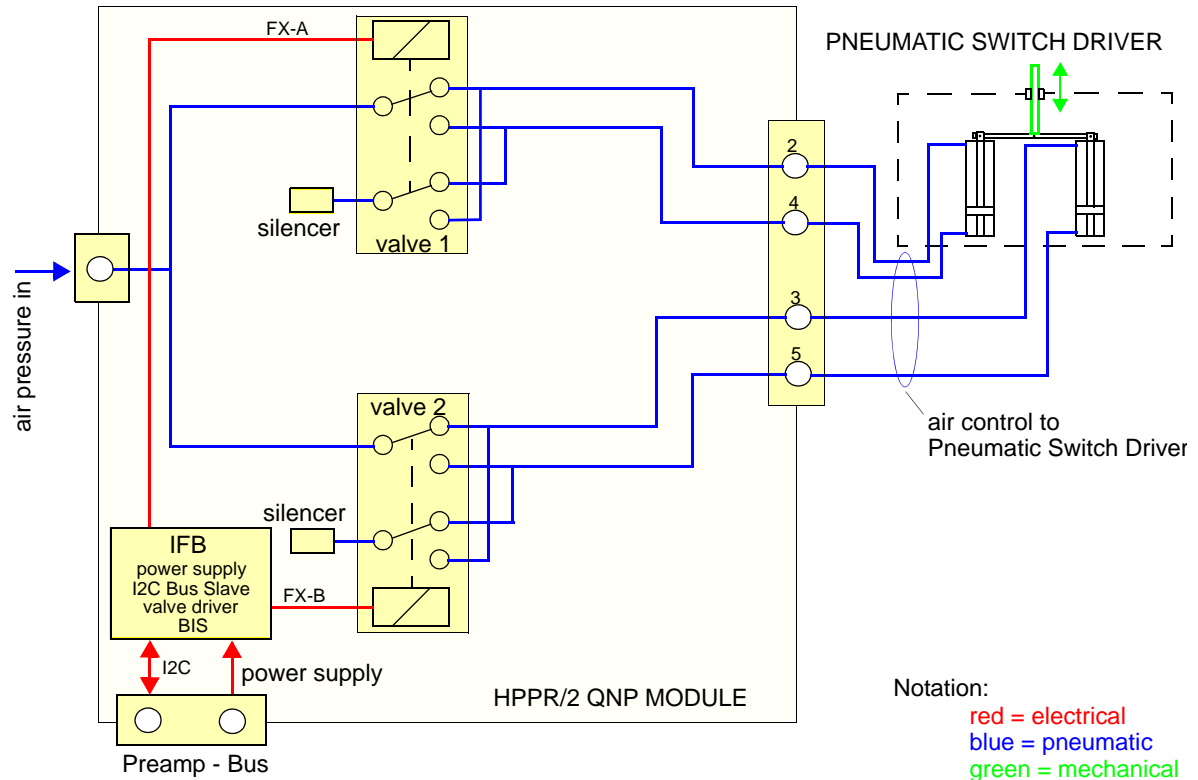 FX-A
PNEUMATIC SWITCH DRIVER
2
4
silencer
valve 1
air pressure in
3
5
valve 2
air control to
Pneumatic Switch Driver
silencer
IFB
power supply
I2C Bus Slave
valve driver
BIS
FX-B
I2C
power supply
HPPR/2 QNP MODULE
Preamp - Bus
Notation:
red = electrical
blue = pneumatic
green = mechanical